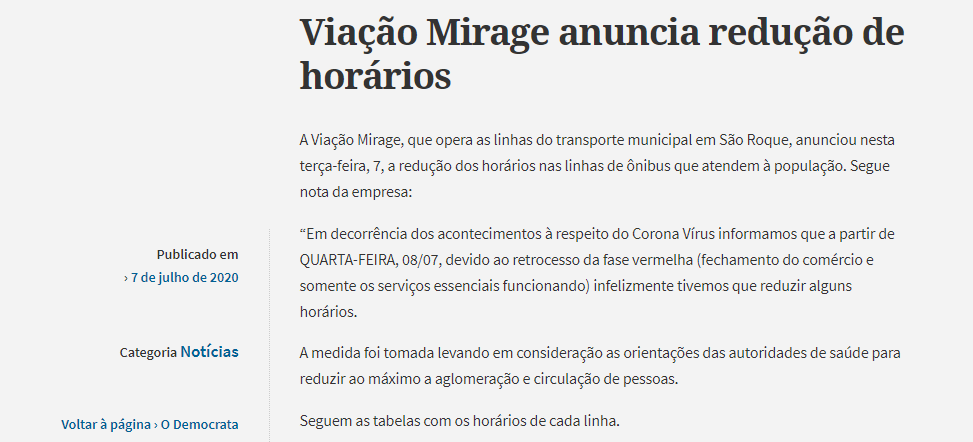 Viação Mirage anuncia redução de
horários
A Viação Mirage, que opera as linhas do transporte municipal em São Roque, anunciou nesta
terça-feira, 7, a redução dos horários nas linhas de ônibus que atendem à população. Segue
nota da empresa:
“Em decorrência dos acontecimentos à respeito do Corona Vírus informamos que a partir de
QUARTA-FEIRA, 08/07, devido ao retrocesso da fase vermelha (fechamento do comércio e
somente os serviços essenciais funcionando) infelizmente tivemos que reduzir alguns
horários.
A medida foi tomada levando em consideração as orientações das autoridades de saúde para
reduzir ao máximo a aglomeração e circulação de pessoas.
Seguem as tabelas com os horários de cada linha.
Publicado em
› 7 de julho de 2020
Categoria Notícias
Voltar à página › O Democrata